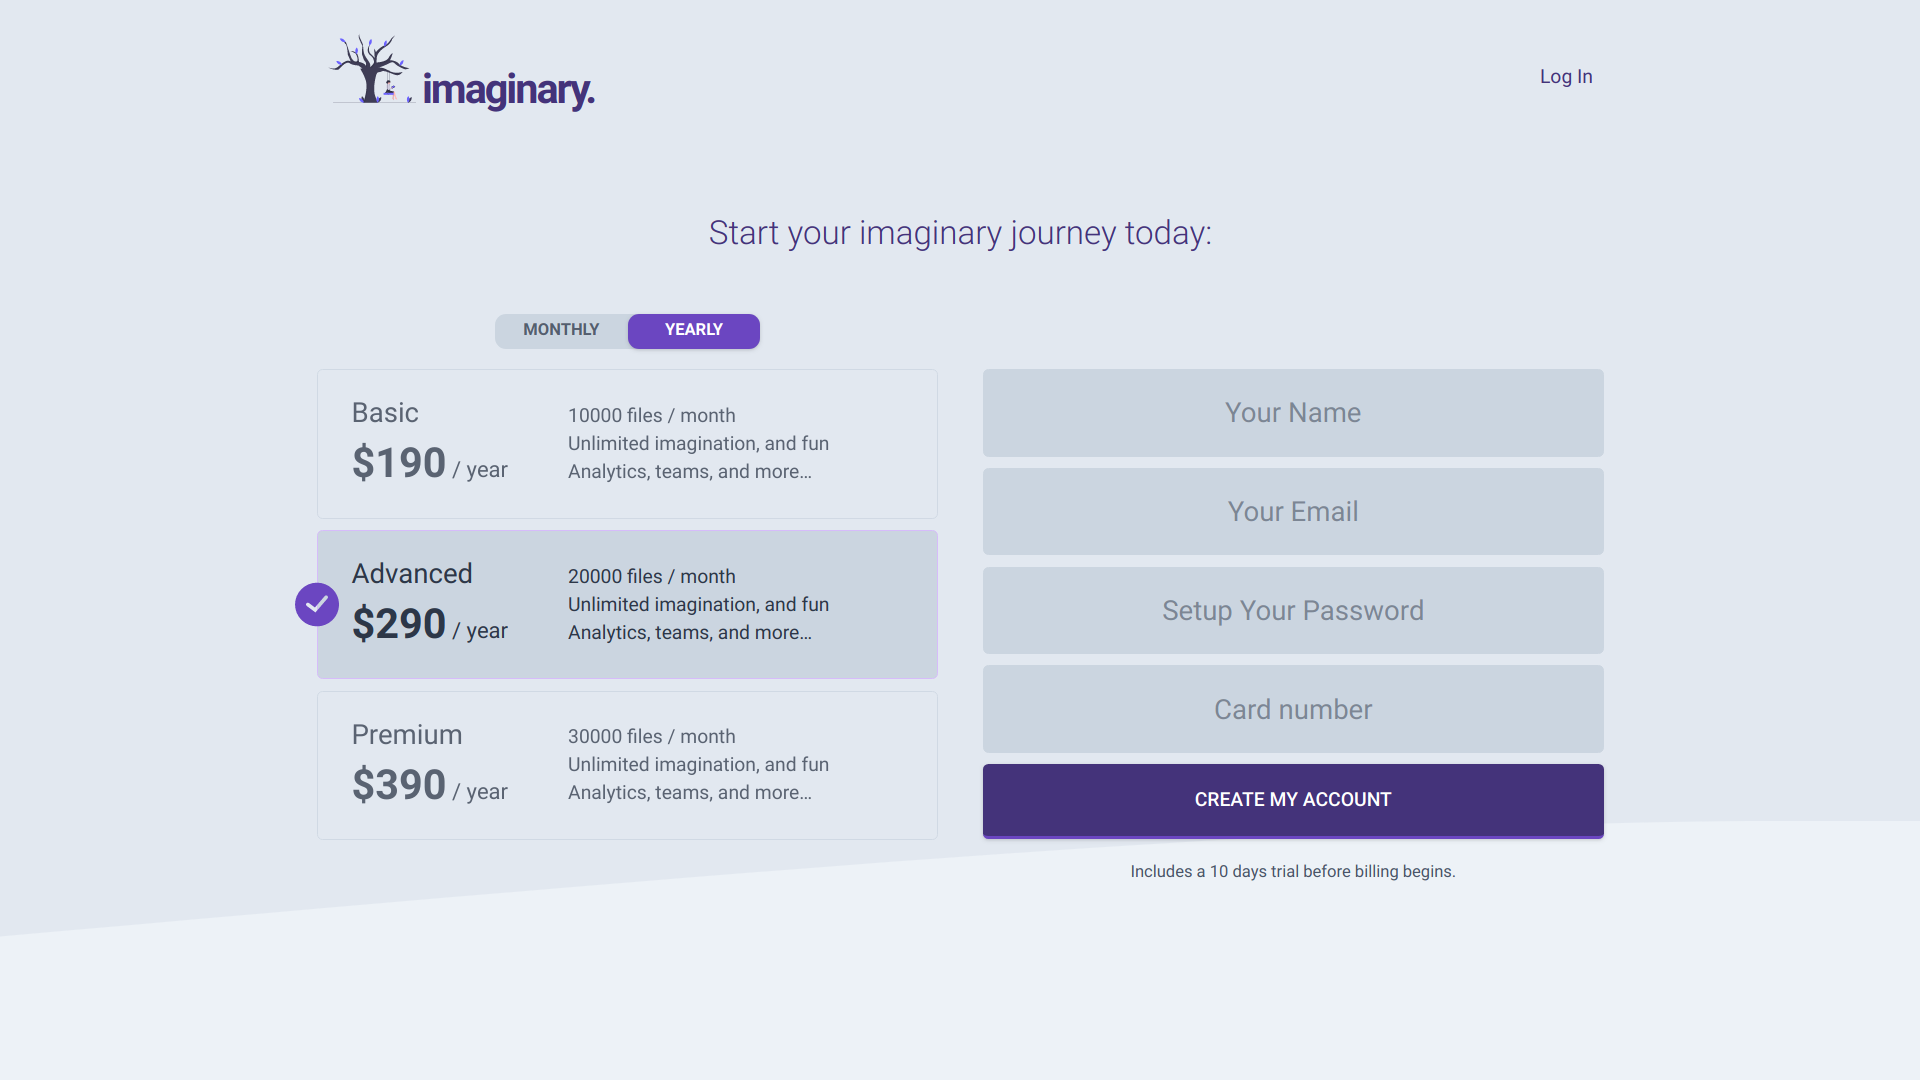 imaginary.
Log In
Start your imaginary journey today:
MONTHLY
YEARLY
Basic
$190 / year
10000 files / month
Unlimited imagination, and fun
Analytics, teams, and more...
Advanced
$290 / year
20000 files / month
Unlimited imagination, and fun
Analytics, teams, and more...
Premium
$390 / year
30000 files / month
Unlimited imagination, and fun
Analytics, teams, and more...
Your Name
Your Email
Setup Your Password
Card number
CREATE MY ACCOUNT
Includes a 10 days trial before billing begins.